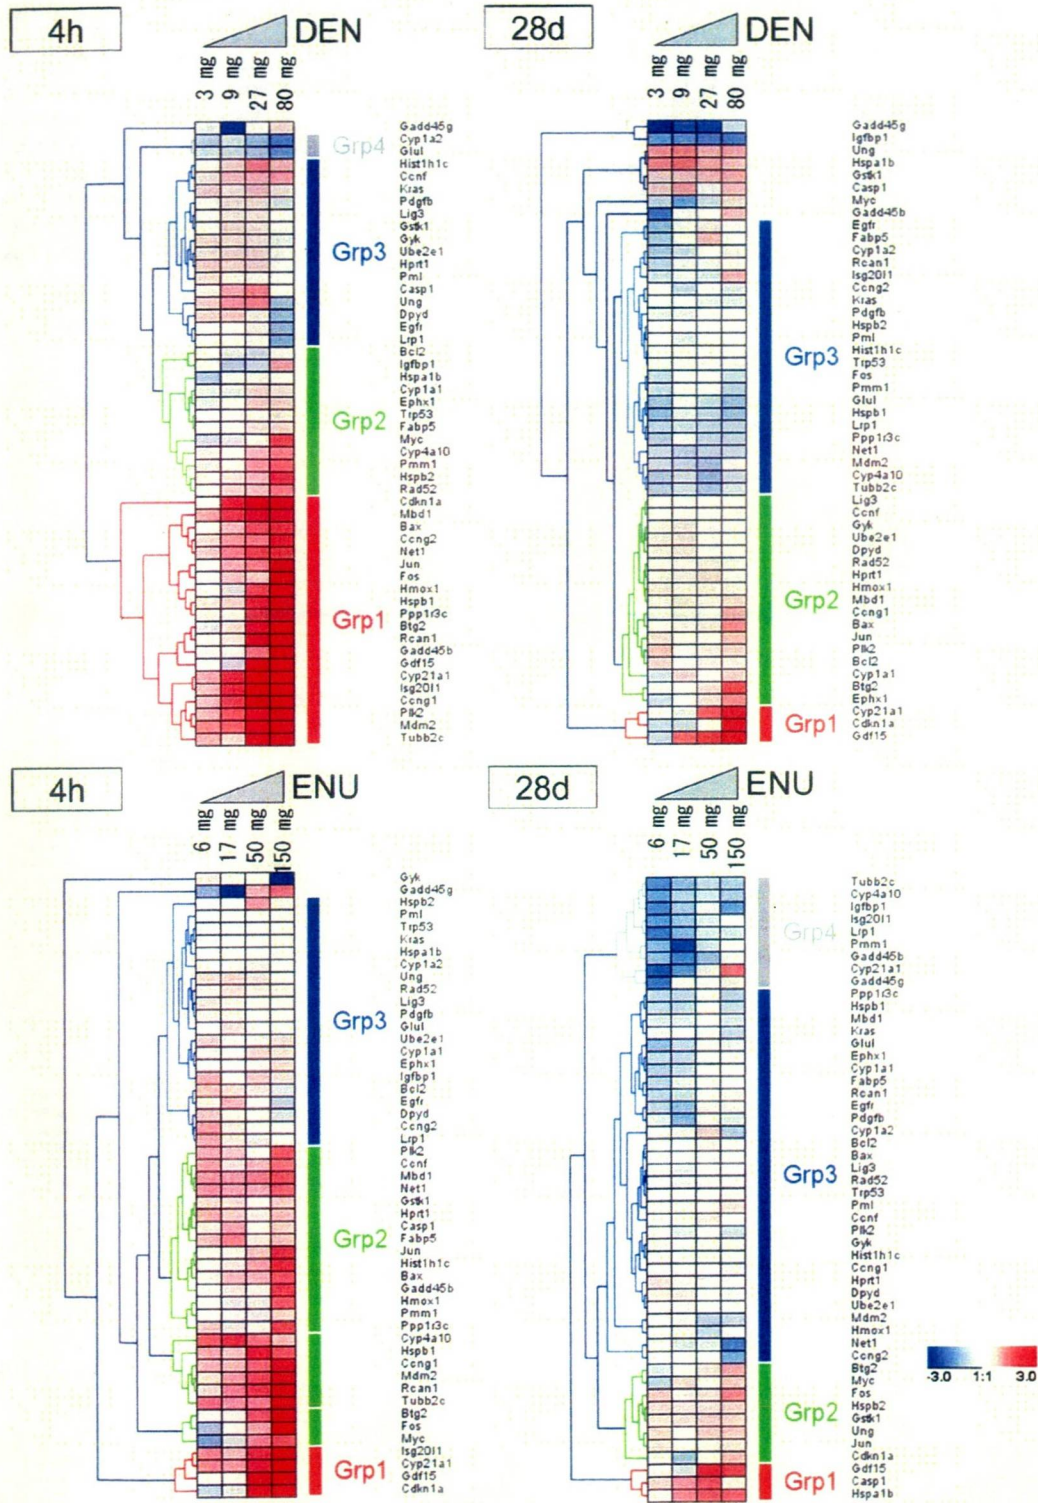 4h
DEN
3 mg
9 mg
27 mg
80 mg
Gadd45g
Cyp1a2
Glul
Hist1h1c
Ccnf
Kras
Pdgfb
Lig3
Gstk1
Gyk
Ube2e1
Hprt1
Pml
Casp1
Ung
Dpyd
Egfr
Lrp1
Bcl2
Igfbp1
Hspa1b
Cyp1a1
Ephx1
Trp53
Fabp5
Myc
Cyp4a10
Pmm1
Hspb2
Rad52
Cdkn1a
Mbd1
Bax
Ccng2
Net1
Jun
Fos
Hmox1
Hspb1
Ppp1r3c
Btg2
Rcan1
Gadd45b
Gdf15
Cyp21a1
Isg20l1
Ccng1
Plk2
Mdm2
Tubb2c
Grp4
Grp3
Grp2
Grp1
28d
DEN
3 mg
9 mg
27 mg
80 mg
Gadd45g
Igfbp1
Ung
Hspa1b
Gstk1
Casp1
Myc
Gadd45b
Egfr
Fabp5
Cyp1a2
Rcan1
Isg20l1
Ccng2
Kras
Pdgfb
Hspb2
Pml
Hist1h1c
Trp53
Fos
Pmm1
Glul
Hspb1
Lrp1
Ppp1r3c
Net1
Mdm2
Cyp4a10
Tubb2c
Lig3
Ccnf
Gyk
Ube2e1
Dpyd
Rad52
Hprt1
Hmox1
Mbd1
Ccng1
Bax
Jun
Plk2
Bcl2
Cyp1a1
Btg2
Ephx1
Cyp21a1
Cdkn1a
Gdf15
Grp3
Grp2
Grp1
4h
ENU
6 mg
17 mg
50 mg
150 mg
Gyk
Gadd45g
Hspb2
Pml
Trp53
Kras
Hspa1b
Cyp1a2
Ung
Rad52
Lig3
Pdgfb
Glul
Ube2e1
Cyp1a1
Ephx1
Igfbp1
Bcl2
Egfr
Dpyd
Ccng2
Lrp1
Plk2
Ccnf
Mbd1
Net1
Gstk1
Hprt1
Casp1
Fabp5
Jun
Hist1h1c
Bax
Gadd45b
Hmox1
Pmm1
Ppp1r3c
Cyp4a10
Hspb1
Ccng1
Mdm2
Rcan1
Tubb2c
Btg2
Fos
Myc
Isg20l1
Cyp21a1
Gdf15
Cdkn1a
Grp3
Grp2
Grp1
28d
ENU
6 mg
17 mg
50 mg
150 mg
Tubb2c
Cyp4a10
Igfbp1
Isg20l1
Lrp1
Pmm1
Gadd45b
Cyp21a1
Gadd45g
Ppp1r3c
Hspb1
Mbd1
Kras
Glul
Ephx1
Cyp1a1
Fabp5
Rcan1
Egfr
Pdgfb
Cyp1a2
Bcl2
Bax
Lig3
Rad52
Trp53
Pml
Ccnf
Plk2
Gyk
Hist1h1c
Ccng1
Hprt1
Dpyd
Ube2e1
Mdm2
Hmox1
Net1
Ccng2
Btg2
Myc
Fos
Hspb2
Gstk1
Ung
Jun
Cdkn1a
Gdf15
Casp1
Hspa1b
Grp4
Grp3
Grp2
Grp1
-3.0 1:1 3.0